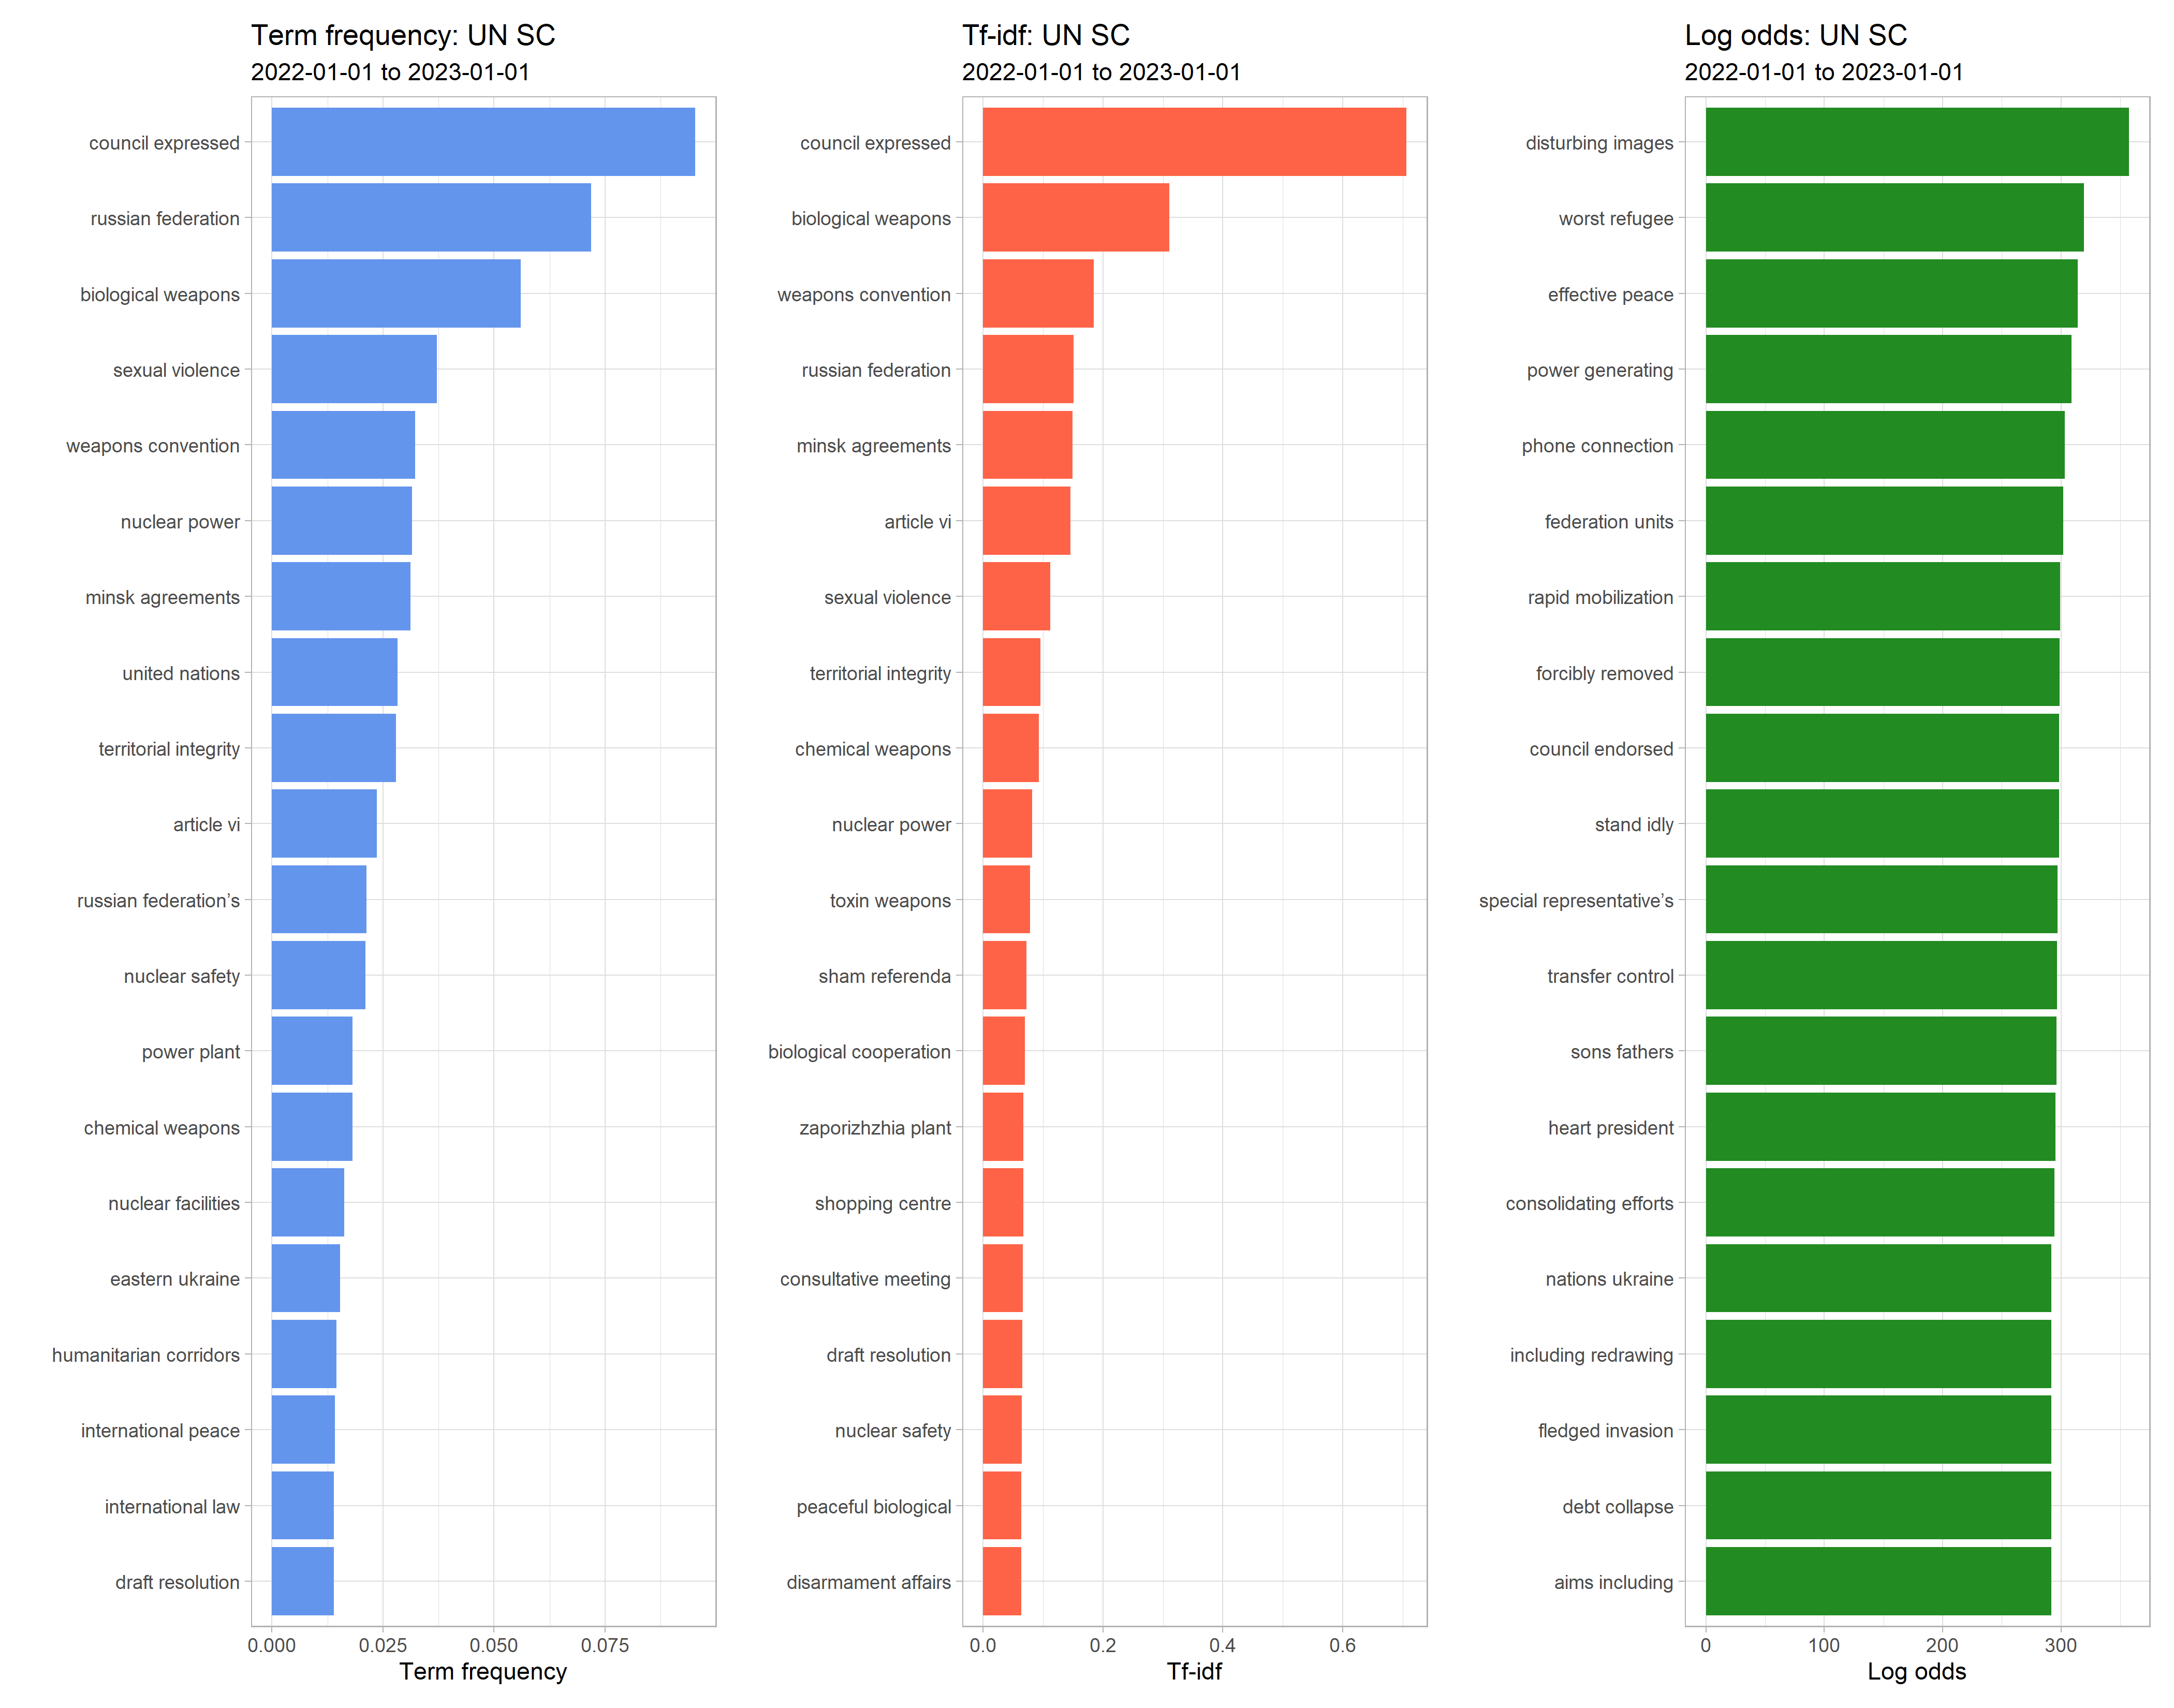 Term frequency: UN SC
2022-01-01 to 2023-01-01
council expressed
russian federation
biological weapons
sexual violence
weapons convention
nuclear power
minsk agreements
united nations
territorial integrity
article vi
russian federation’s
nuclear safety
power plant
chemical weapons
nuclear facilities
eastern ukraine
humanitarian corridors
international peace
international law
draft resolution
0.000 0.025 0.050 0.075
Term frequency
Tf-idf: UN SC
2022-01-01 to 2023-01-01
council expressed
biological weapons
weapons convention
russian federation
minsk agreements
article vi
sexual violence
territorial integrity
chemical weapons
nuclear power
toxin weapons
sham referenda
biological cooperation
zaporizhzhia plant
shopping centre
consultative meeting
draft resolution
nuclear safety
peaceful biological
disarmament affairs
0.0 0.2 0.4 0.6
Tf-idf
Log odds: UN SC
2022-01-01 to 2023-01-01
disturbing images
worst refugee
effective peace
power generating
phone connection
federation units
rapid mobilization
forcibly removed
council endorsed
stand idly
special representative’s
transfer control
sons fathers
heart president
consolidating efforts
nations ukraine
including redrawing
fledged invasion
debt collapse
aims including
0 100 200 300
Log odds